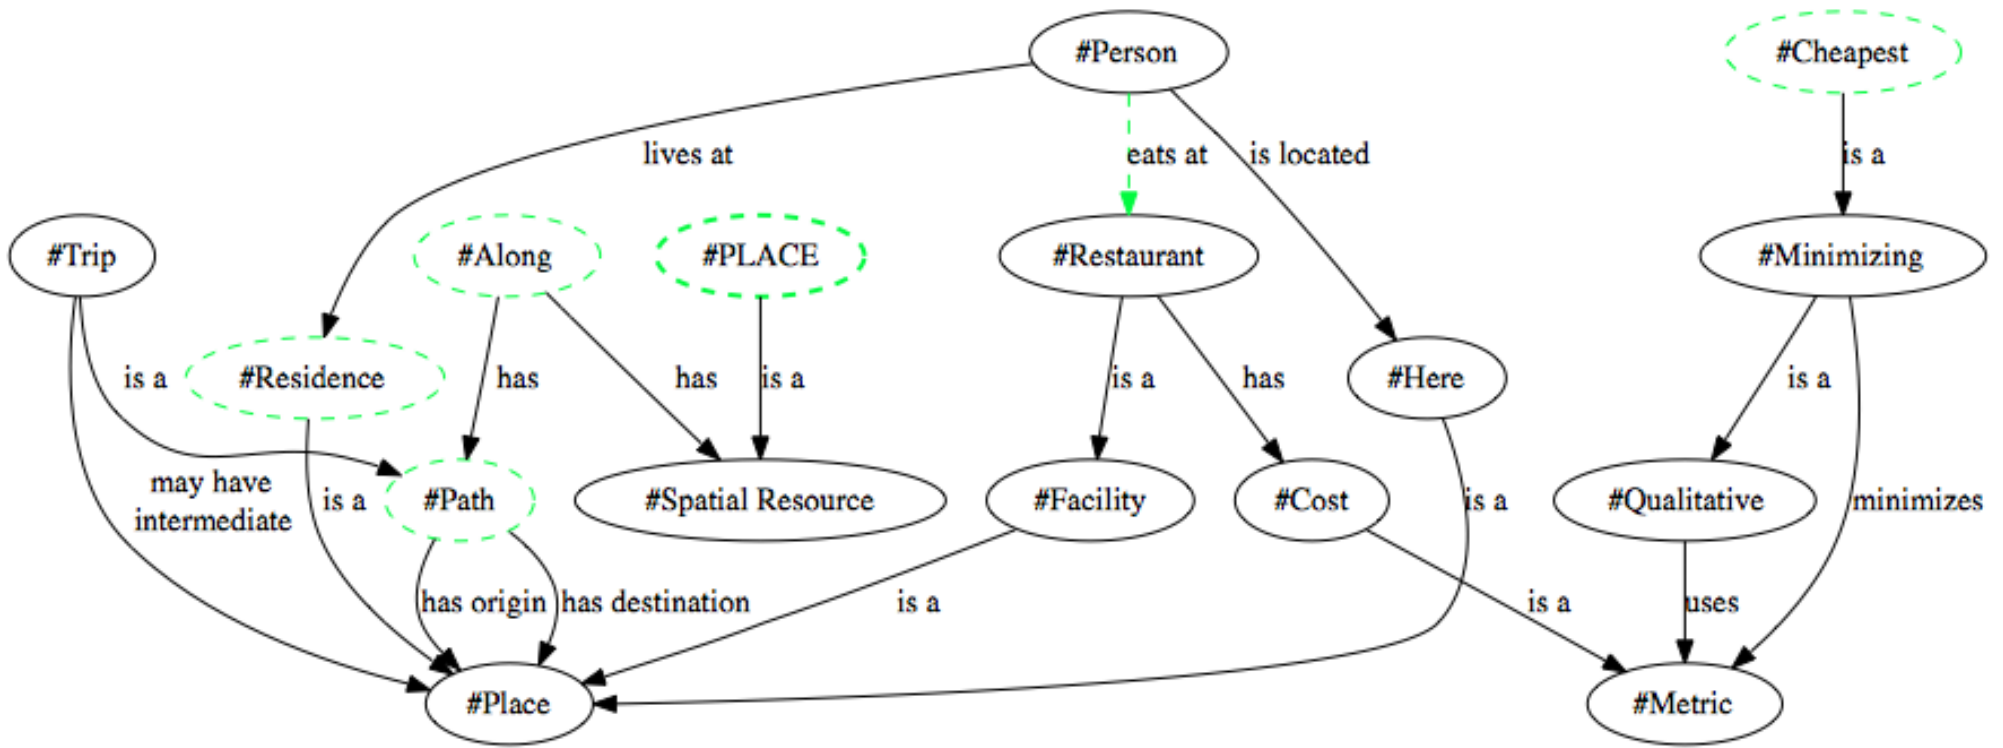 #Person
#Cheapest
lives at
eats at
is located
is a
#Trip
#Along
#PLACE
#Restaurant
#Minimizing
is a
#Residence
has
has
is a
is a
has
#Here
is a
may have
intermediate
is a
#Path
#Spatial Resource
#Facility
#Cost
is a
#Qualitative
minimizes
has origin
has destination
is a
is a
uses
#Place
#Metric